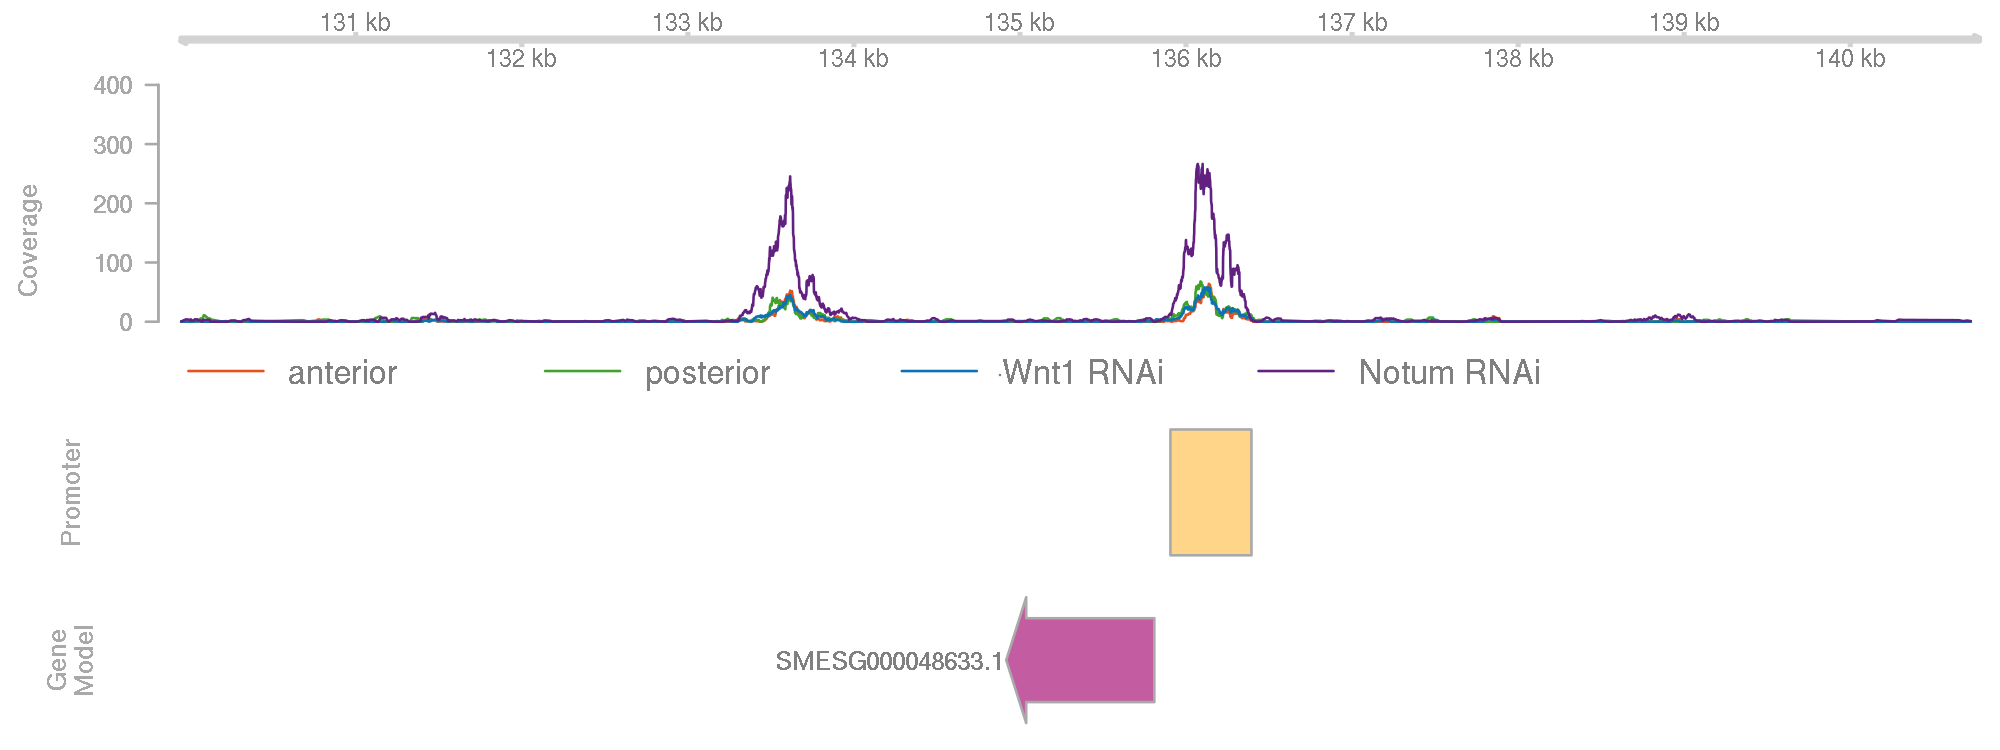 131 kb 133 kb 135 kb 137 kb 139 kb
132 kb 134 kb 136 kb 138 kb 140 kb
400
300
200
100
0
Coverage
anterior posterior Wnt1 RNAi Notum RNAi
Promoter
Gene
Model
SMESG000048633.1